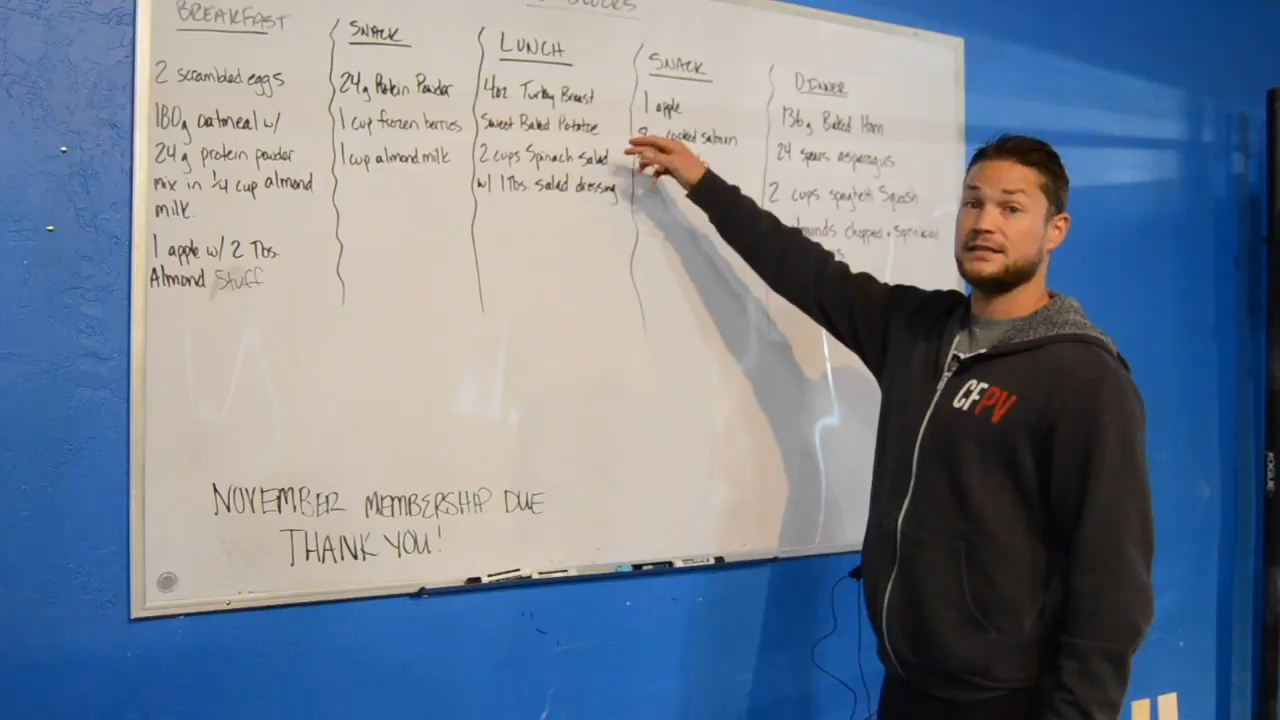 BLOCKS
BREAKFAST
2 scrambled eggs
180g oatmeal w/
24g protein powder
mix in 1/4 cup almond
milk.
1 apple w/ 2 Tbs.
Almond Stuff
SNACK
24g Protein Powder
1 cup frozen berries
1 cup almond milk
LUNCH
4oz Turkey Breast
Sweet Baked Potatoe
2 cups Spinach salad
w/ 1 Tbs. salad dressing
SNACK
1 apple
cooked salmon
DINNER
136g Baked Ham
24 spears asparagus
2 cups spaghetti Squash
chopped + sprinkled
NOVEMBER MEMBERSHIP DUE
THANK YOU!
CFPV
ROGUE